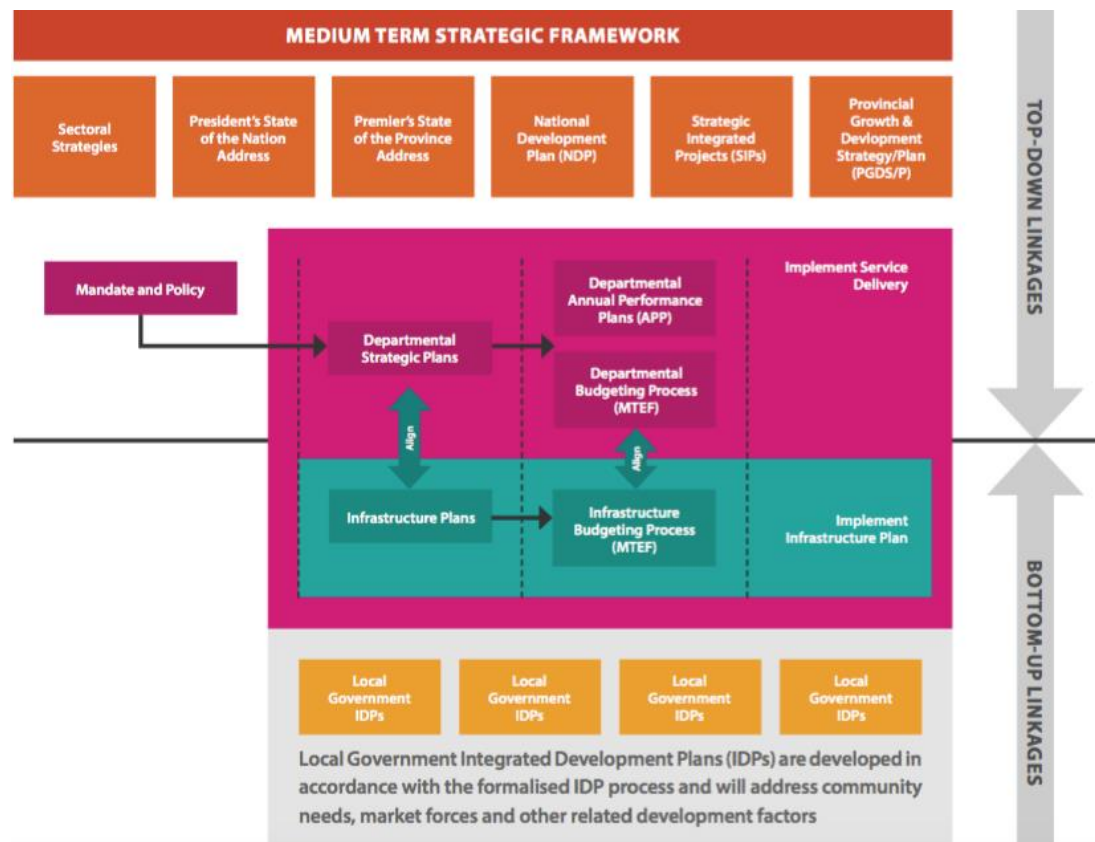 MEDIUM TERM STRATEGIC FRAMEWORK
Sectoral
Strategies
President's State
of the Nation
Address
Premier's State
of the Province
Address
National
Development
Plan (NDP)
Strategic
Integrated
Projects (SIPs)
Provincial
Growth &
Devlopment
Strategy/Plan
(PGDS/P)
TOP-DOWN LINKAGES
Mandate and Policy
Departmental
Strategic Plans
Departmental
Annual Performance
Plans (APP)
Implement Service
Delivery
Departmental
Budgeting Process
(MTEF)
Align
Align
Infrastructure Plans
Infrastructure
Budgeting Process
(MTEF)
Implement
Infrastructure Plan
BOTTOM-UP LINKAGES
Local
Government
IDPs
Local
Government
IDPs
Local
Government
IDPs
Local
Government
IDPs
Local Government Integrated Development Plans (IDPs) are developed in
accordance with the formalised IDP process and will address community
needs, market forces and other related development factors